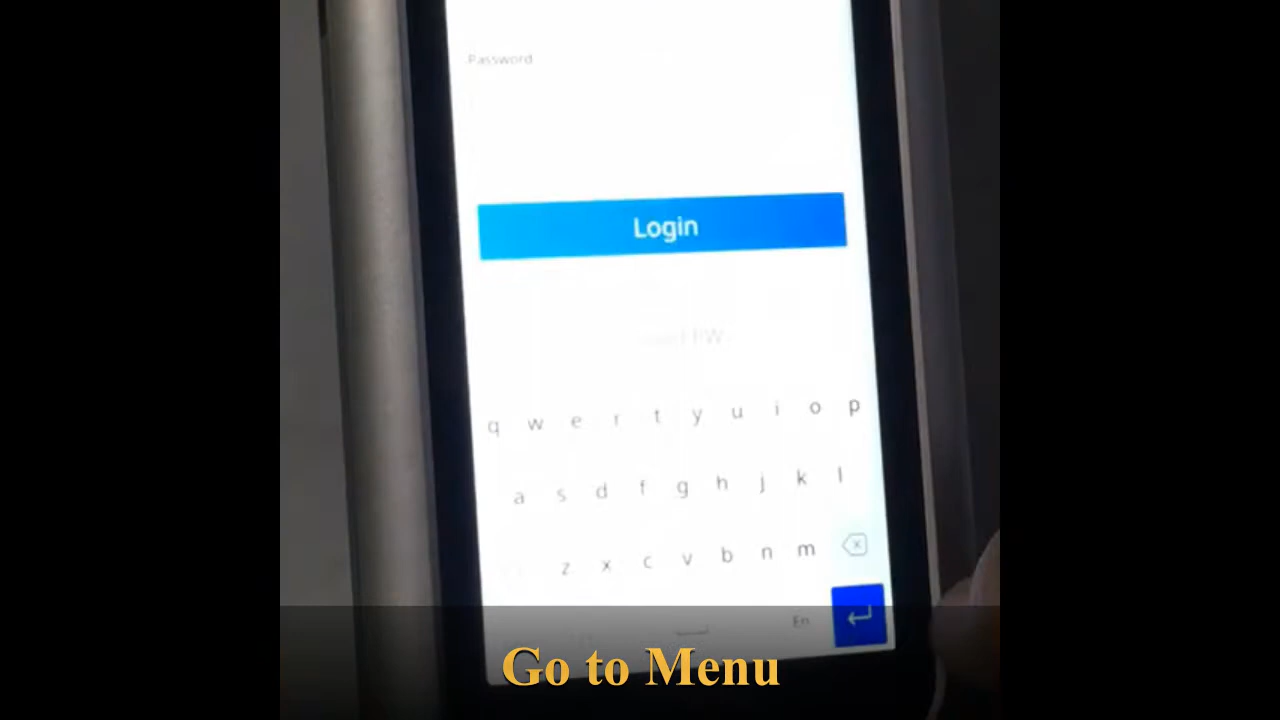 Password
Login
q w e r t y u i o p
a s d f g h j k l
z x c v b n m
En
Go to Menu